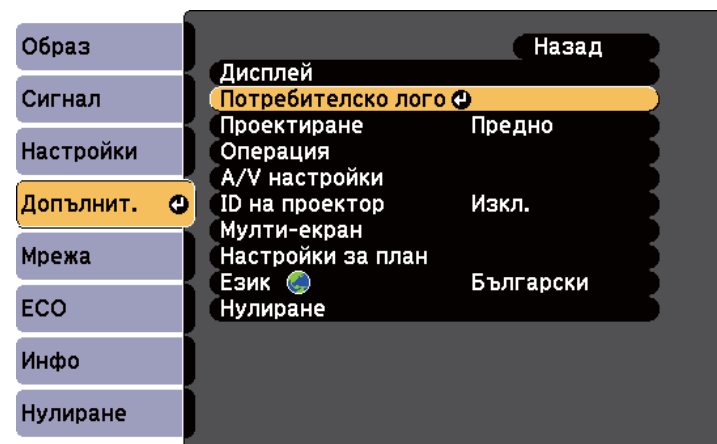 Образ
Сигнал
Настройки
Допълнит.
Мрежа
ECO
Инфо
Нулиране
Назад
Дисплей
Потребителско лого
Проектиране Предно
Операция
A/V настройки
ID на проектор Изкл.
Мулти-екран
Настройки за план
Език Български
Нулиране